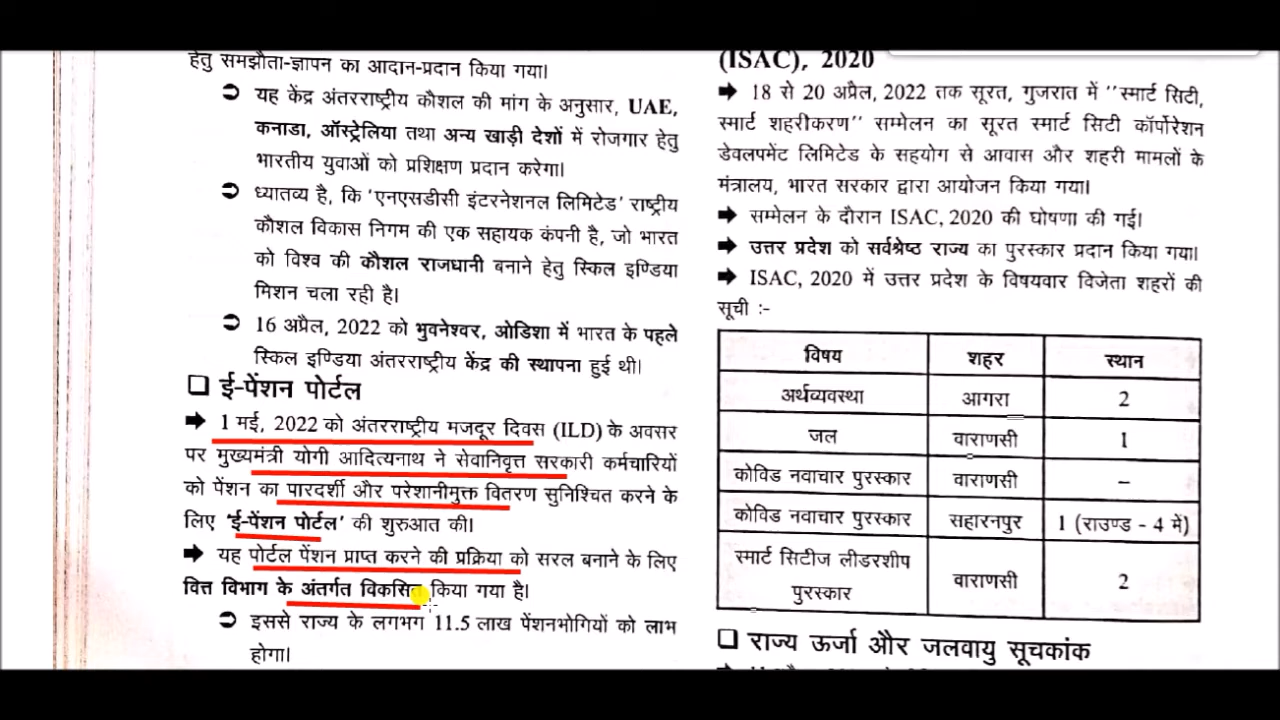 हेतु समझौता-ज्ञापन का आदान-प्रदान किया गया।
➲ यह केंद्र अंतरराष्ट्रीय कौशल की मांग के अनुसार, UAE,
कनाडा, ऑस्ट्रेलिया तथा अन्य खाड़ी देशों में रोजगार हेतु
भारतीय युवाओं को प्रशिक्षण प्रदान करेगा।
➲ ध्यातव्य है, कि 'एनएसडीसी इंटरनेशनल लिमिटेड' राष्ट्रीय
कौशल विकास निगम की एक सहायक कंपनी है, जो भारत
को विश्व की कौशल राजधानी बनाने हेतु स्किल इण्डिया
मिशन चला रही है।
➲ 16 अप्रैल, 2022 को भुवनेश्वर, ओडिशा में भारत के पहले
स्किल इण्डिया अंतरराष्ट्रीय केंद्र की स्थापना हुई थी।
❑ ई-पेंशन पोर्टल
➡ 1 मई, 2022 को अंतरराष्ट्रीय मजदूर दिवस (ILD) के अवसर
पर मुख्यमंत्री योगी आदित्यनाथ ने सेवानिवृत्त सरकारी कर्मचारियों
को पेंशन का पारदर्शी और परेशानीमुक्त वितरण सुनिश्चित करने के
लिए 'ई-पेंशन पोर्टल' की शुरुआत की।
➡ यह पोर्टल पेंशन प्राप्त करने की प्रक्रिया को सरल बनाने के लिए
वित्त विभाग के अंतर्गत विकसित किया गया है।
➲ इससे राज्य के लगभग 11.5 लाख पेंशनभोगियों को लाभ
होगा।
(ISAC), 2020
➡ 18 से 20 अप्रैल, 2022 तक सूरत, गुजरात में ''स्मार्ट सिटी,
स्मार्ट शहरीकरण'' सम्मेलन का सूरत स्मार्ट सिटी कॉर्पोरेशन
डेवलपमेंट लिमिटेड के सहयोग से आवास और शहरी मामलों के
मंत्रालय, भारत सरकार द्वारा आयोजन किया गया।
➡ सम्मेलन के दौरान ISAC, 2020 की घोषणा की गई।
➡ उत्तर प्रदेश को सर्वश्रेष्ठ राज्य का पुरस्कार प्रदान किया गया।
➡ ISAC, 2020 में उत्तर प्रदेश के विषयवार विजेता शहरों की
सूची :-
विषय शहर स्थान
अर्थव्यवस्था आगरा 2
जल वाराणसी 1
कोविड नवाचार पुरस्कार वाराणसी –
कोविड नवाचार पुरस्कार सहारनपुर 1 (राउण्ड - 4 में)
स्मार्ट सिटीज लीडरशीप
पुरस्कार वाराणसी 2
❑ राज्य ऊर्जा और जलवायु सूचकांक